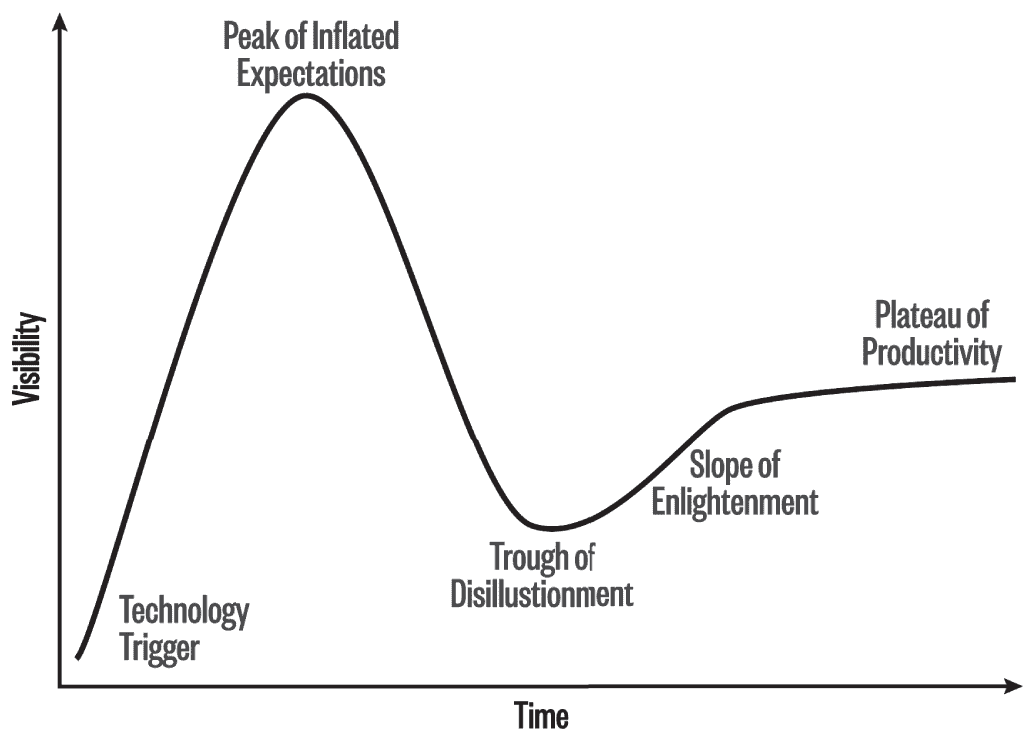 Peak of Inflated
Expectations
Plateau of
Productivity
Visibility
Slope of
Enlightenment
Trough of
Disillustionment
Technology
Trigger
Time